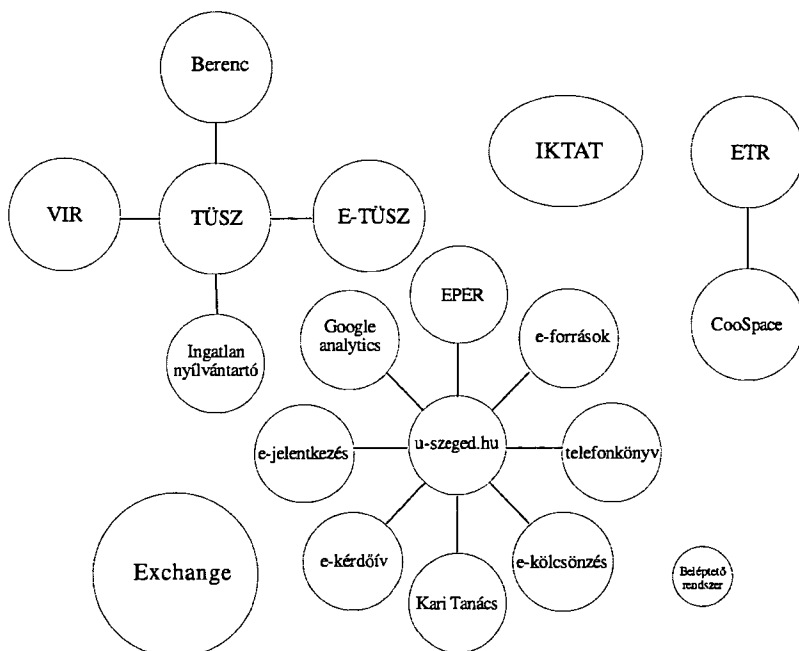 Berenc
IKTAT
ETR
VIR
TÜSZ
E-TÜSZ
EPER
Google
analytics
e-források
CooSpace
Ingatlan
nyílvántartó
u-szeged.hu
e-jelentkezés
telefonkönyv
Exchange
e-kérdőív
e-kölcsönzés
Kari Tanács
Beléptető
rendszer